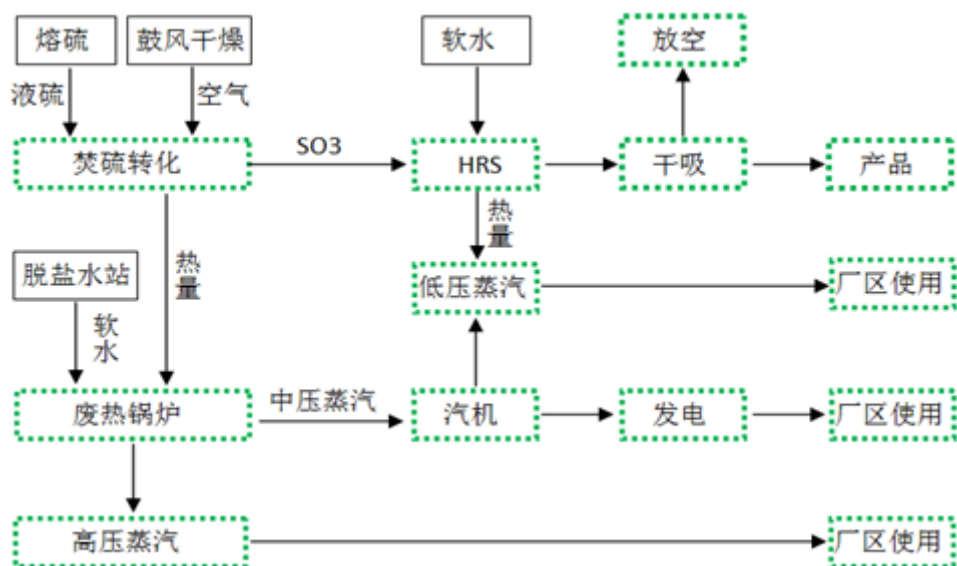 熔硫
鼓风干燥
软水
放空
液硫
空气
焚硫转化
SO3
HRS
干吸
产品
热量
热量
脱盐水站
低压蒸汽
厂区使用
软水
废热锅炉
中压蒸汽
汽机
发电
厂区使用
高压蒸汽
厂区使用